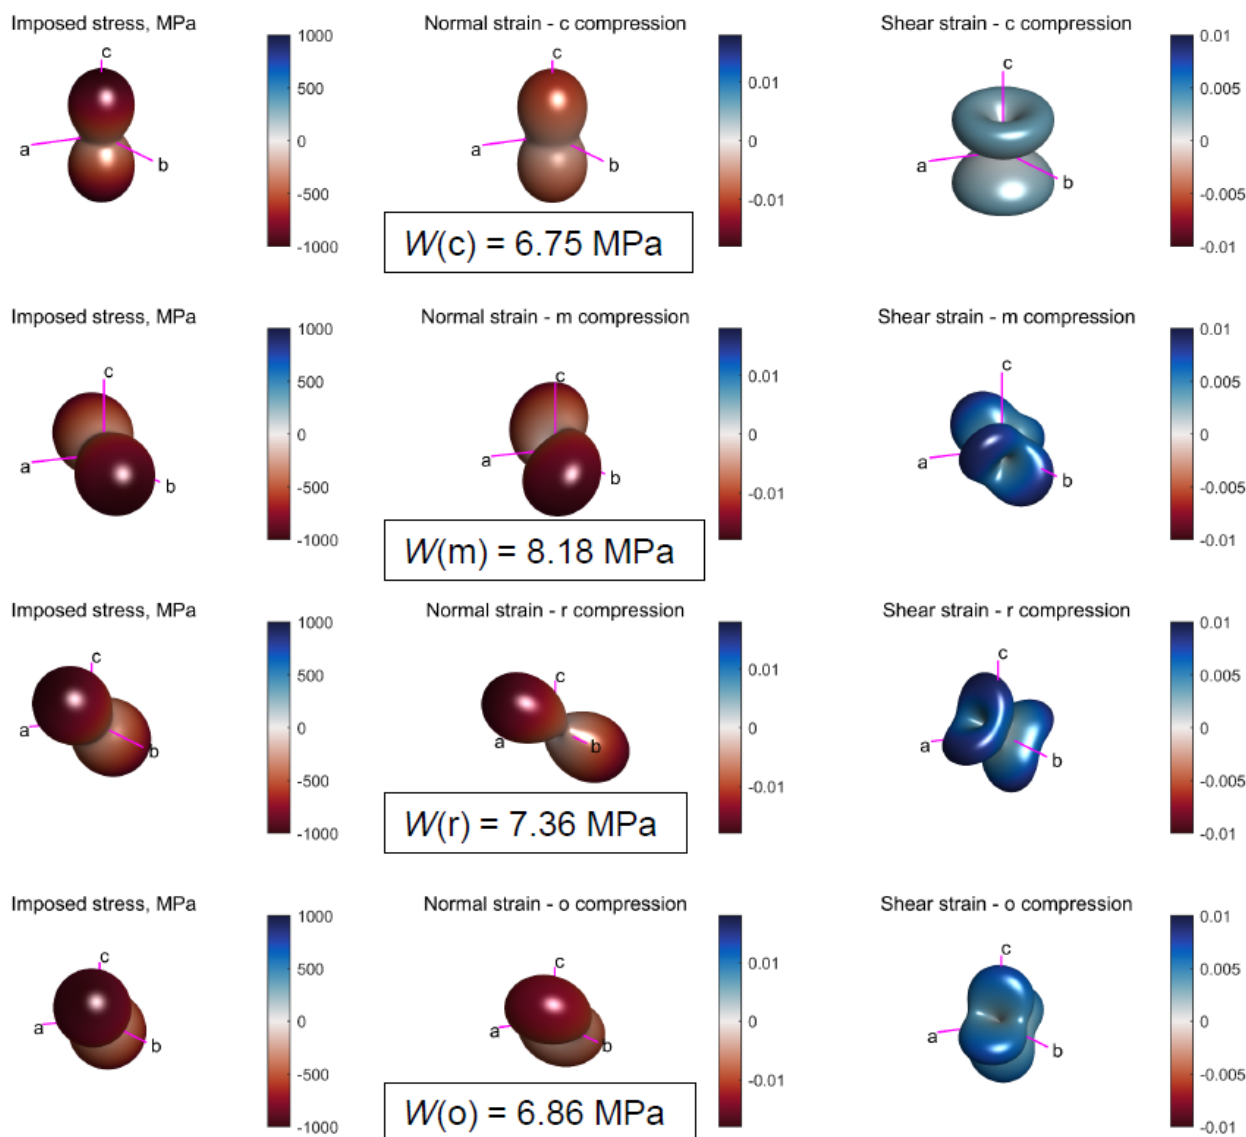 Imposed stress, MPa
1000
500
0
-500
-1000
c
a
b
Normal strain - c compression
0.01
-0.01
c
a
b
W(c) = 6.75 MPa
Shear strain - c compression
0.01
0.005
0
-0.005
-0.01
c
a
b
Imposed stress, MPa
1000
500
0
-500
-1000
c
a
b
Normal strain - m compression
0.01
-0.01
c
a
b
W(m) = 8.18 MPa
Shear strain - m compression
0.01
0.005
0
-0.005
-0.01
c
a
b
Imposed stress, MPa
1000
500
0
-500
-1000
c
a
b
Normal strain - r compression
0.01
-0.01
c
a
b
W(r) = 7.36 MPa
Shear strain - r compression
0.01
0.005
0
-0.005
-0.01
c
a
b
Imposed stress, MPa
1000
500
0
-500
-1000
c
a
b
Normal strain - o compression
0.01
-0.01
c
a
b
W(o) = 6.86 MPa
Shear strain - o compression
0.01
0.005
0
-0.005
-0.01
c
a
b